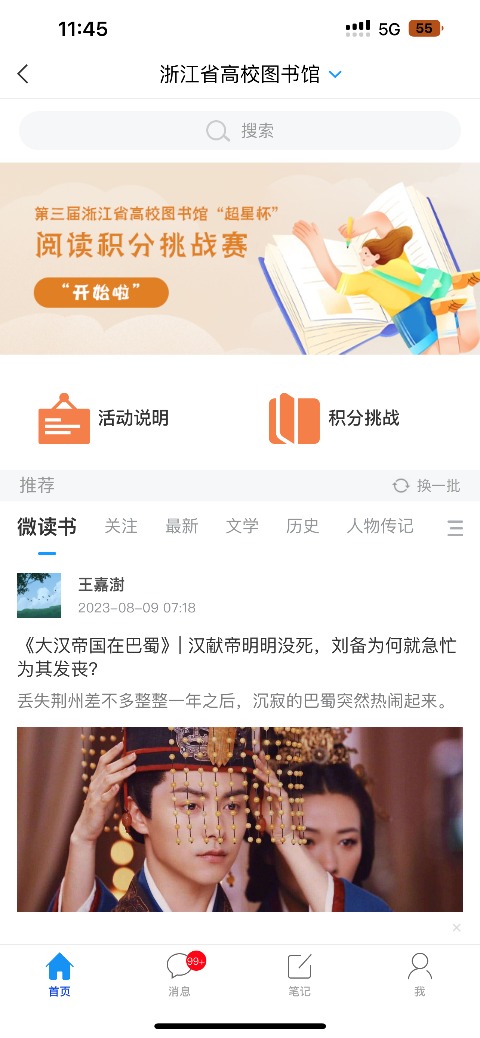 11:45
5G 55
浙江省高校图书馆
搜索
第三届浙江省高校图书馆“超星杯”
阅读积分挑战赛
“开始啦”
活动说明
积分挑战
推荐
换一批
微读书 关注 最新 文学 历史 人物传记
王嘉澍
2023-08-09 07:18
《大汉帝国在巴蜀》| 汉献帝明明没死，刘备为何就急忙
为其发丧？
丢失荆州差不多整整一年之后，沉寂的巴蜀突然热闹起来。
99+
首页 消息 笔记 我